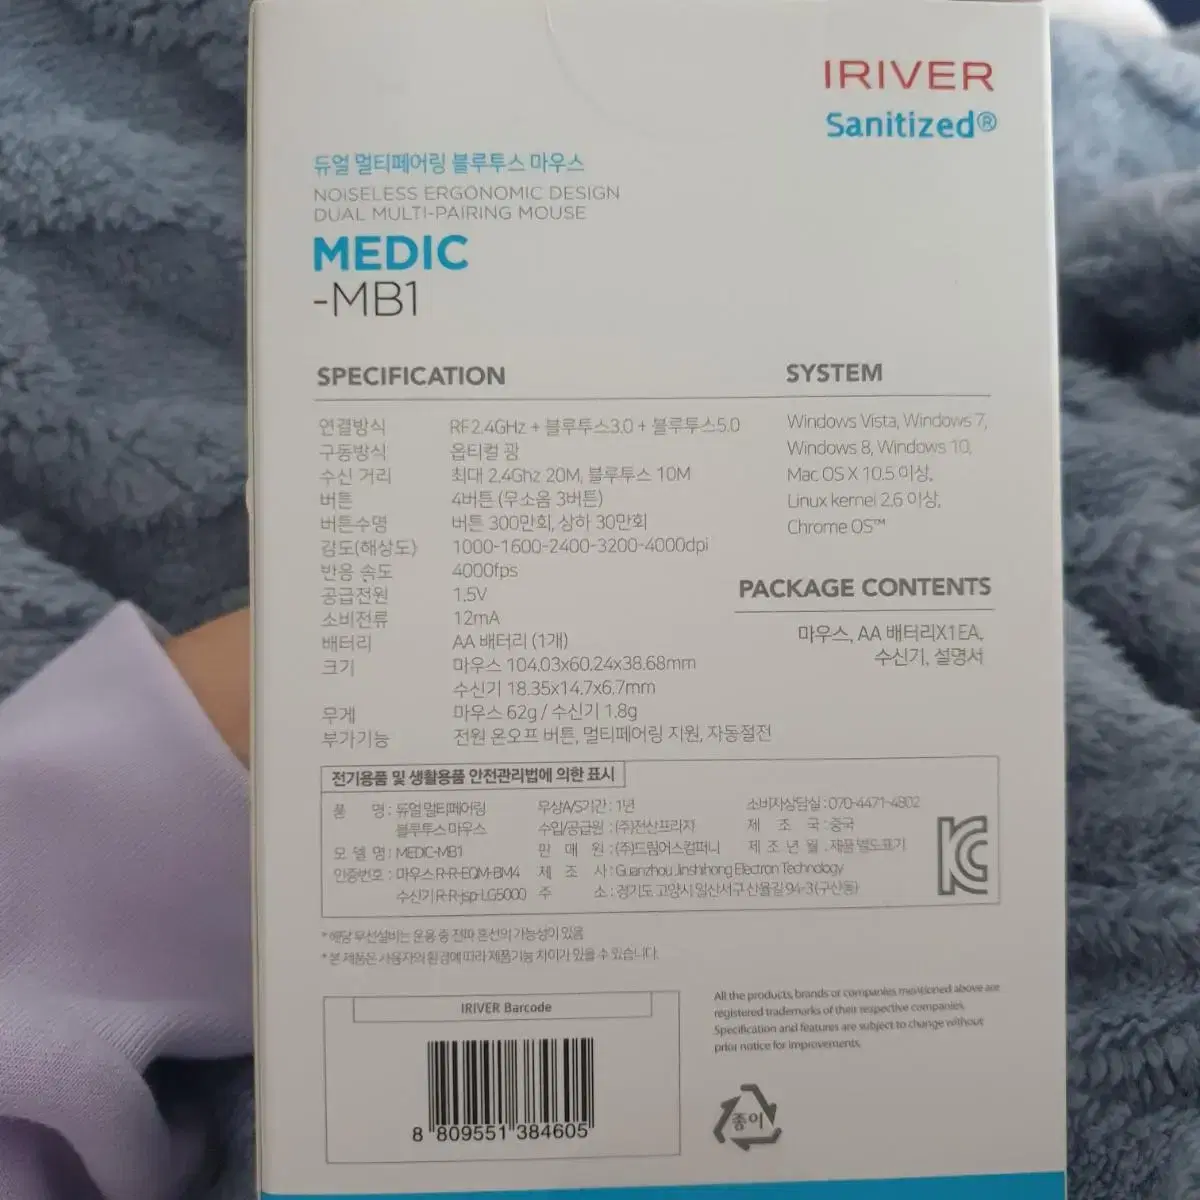 IRIVER
Sanitized®
듀얼 멀티페어링 블루투스 마우스
NOISELESS ERGONOMIC DESIGN
DUAL MULTI-PAIRING MOUSE
MEDIC
-MB1
SPECIFICATION
연결방식 RF2.4GHz + 블루투스3.0 + 블루투스5.0
구동방식 옵티컬 광
수신 거리 최대 2.4Ghz 20M, 블루투스 10M
버튼 4버튼 (무소음 3버튼)
버튼수명 버튼 300만회, 상하 30만회
감도(해상도) 1000-1600-2400-3200-4000dpi
반응 속도 4000fps
공급전원 1.5V
소비전류 12mA
배터리 AA 배터리 (1개)
크기 마우스 104.03x60.24x38.68mm
수신기 18.35x14.7x6.7mm
무게 마우스 62g / 수신기 1.8g
부가기능 전원 온오프 버튼, 멀티페어링 지원, 자동절전
SYSTEM
Windows Vista, Windows 7,
Windows 8, Windows 10,
Mac OS X 10.5 이상,
Linux kernel 2.6 이상,
Chrome OS™
PACKAGE CONTENTS
마우스, AA 배터리X1EA,
수신기, 설명서
전기용품 및 생활용품 안전관리법에 의한 표시
품 명 : 듀얼 멀티페어링
블루투스 마우스
모 델 명 : MEDIC-MB1
인증번호 : 마우스 R-R-EQM-BM4
수신기 R-R-jsp-LG5000
무상A/S기간 : 1년
수입/공급원 : (주)전산프라자
판 매 원 : (주)드림어스컴퍼니
제 조 사 : Guanzhou Jinshihong Electron Technology
주 소 : 경기도 고양시 일산서구 산율길 94-3(구산동)
소비자상담실 : 070-4471-4802
제 조 국 : 중국
제 조 년 월 : 제품 별도표기
KC
* 해당 무선설비는 운용 중 전파 혼선의 가능성이 있음
* 본 제품은 사용자의 환경에 따라 제품기능 차이가 있을 수 있습니다.
IRIVER Barcode
8 809551 384605
All the products, brands or companies mentioned above are
registered trademarks of their respective companies.
Specification and features are subject to change without
prior notice for improvements.
종이